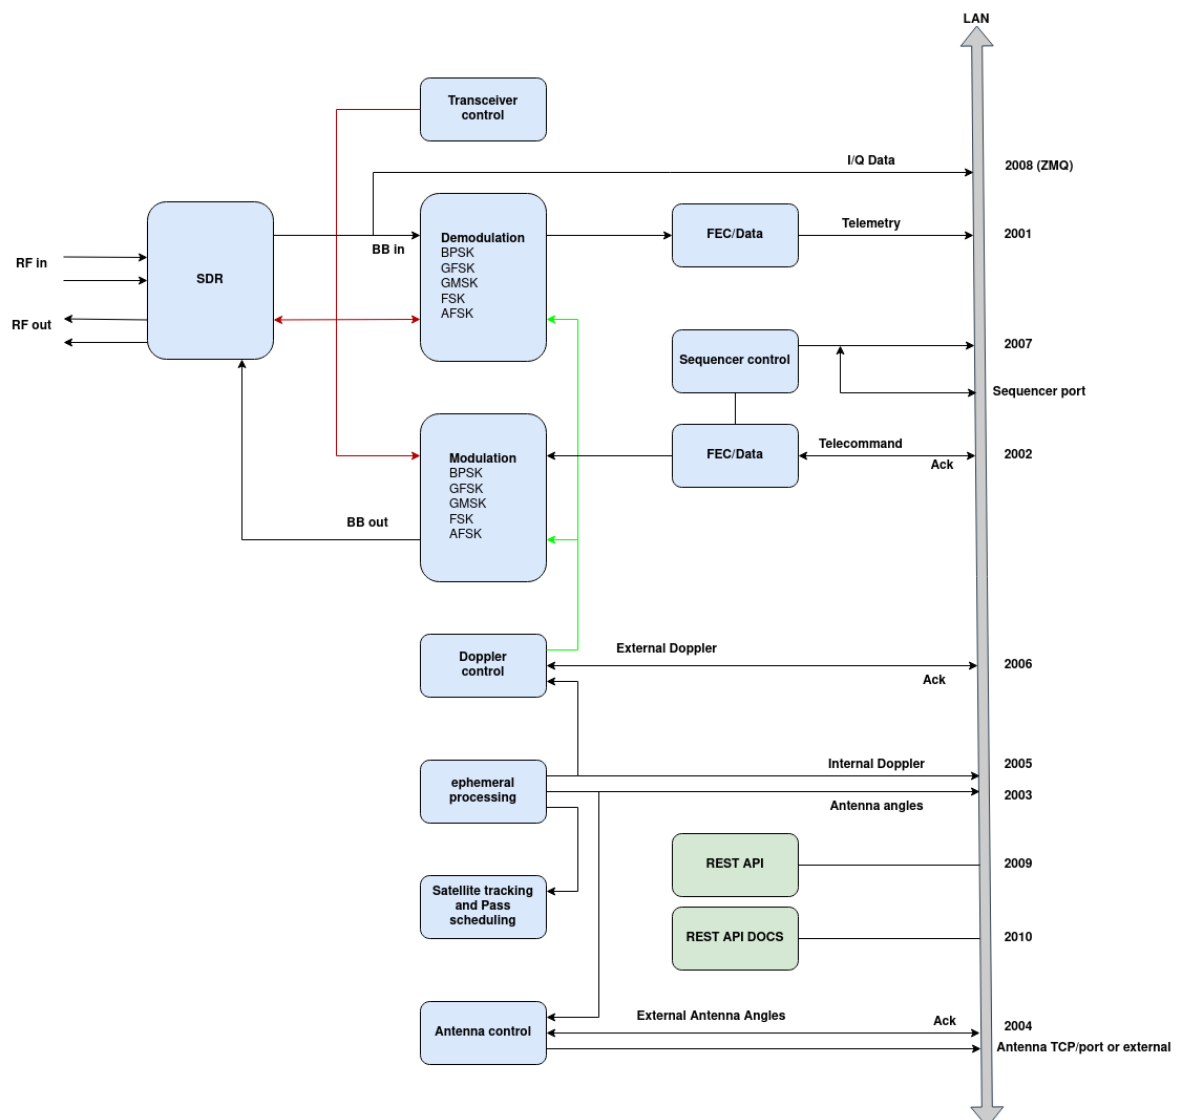 LAN
Transceiver
control
I/Q Data
2008 (ZMQ)
RF in
RF out
SDR
BB in
Demodulation
BPSK
GFSK
GMSK
FSK
AFSK
FEC/Data
Telemetry
2001
Sequencer control
2007
Sequencer port
Modulation
BPSK
GFSK
GMSK
FSK
AFSK
FEC/Data
Telecommand
Ack
2002
BB out
Doppler
control
External Doppler
Ack
2006
ephemeral
processing
Internal Doppler
2005
Antenna angles
2003
REST API
2009
Satellite tracking
and Pass
scheduling
REST API DOCS
2010
Antenna control
External Antenna Angles
Ack
2004
Antenna TCP/port or external